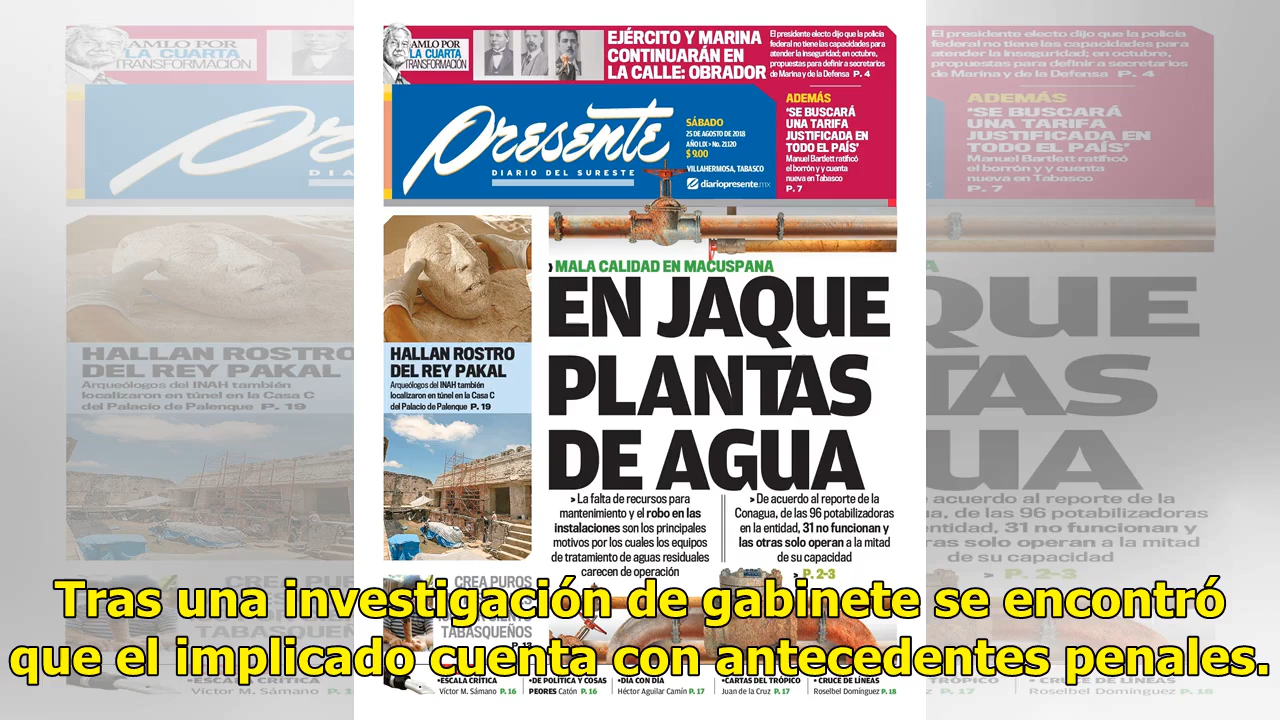 AMLO POR
LA CUARTA
TRANSFORMACIÓN
EJÉRCITO Y MARINA
CONTINUARÁN EN
LA CALLE: OBRADOR
El presidente electo dijo que la policía
federal no tiene las capacidades para
atender la inseguridad; en octubre,
propuestas para definir a secretarios
de Marina y de la Defensa P. 4
ADEMÁS
'SE BUSCARÁ
UNA TARIFA
JUSTIFICADA EN
TODO EL PAÍS'
Manuel Bartlett ratificó
el borrón y y cuenta
nueva en Tabasco
P. 7
Presente
DIARIO DEL SURESTE
SÁBADO
25 DE AGOSTO DE 2018
AÑO LIX > No. 21120
$ 9.00
VILLAHERMOSA, TABASCO
diariopresente.mx
HALLAN ROSTRO
DEL REY PAKAL
Arqueólogos del INAH también
localizaron en túnel en la Casa C
del Palacio de Palenque P. 19
› MALA CALIDAD EN MACUSPANA
EN JAQUE
PLANTAS
DE AGUA
> La falta de recursos para
mantenimiento y el robo en las
instalaciones son los principales
motivos por los cuales los equipos
de tratamiento de aguas residuales
carecen de operación
> De acuerdo al reporte de la
Conagua, de las 96 potabilizadoras
en la entidad, 31 no funcionan y
las otras solo operan a la mitad
de su capacidad
> P. 2-3
CREA PUROS
TABASQUEÑOS
P. 13
Tras una investigación de gabinete se encontró
que el implicado cuenta con antecedentes penales.
•ESCALA CRÍTICA
Víctor M. Sámano P. 16
•DE POLÍTICA Y COSAS
PEORES Catón P. 16
•DÍA CON DÍA
Héctor Aguilar Camín P. 17
•CARTAS DEL TRÓPICO
Juan de la Cruz P. 17
•CRUCE DE LÍNEAS
Roselbel Domínguez P. 18